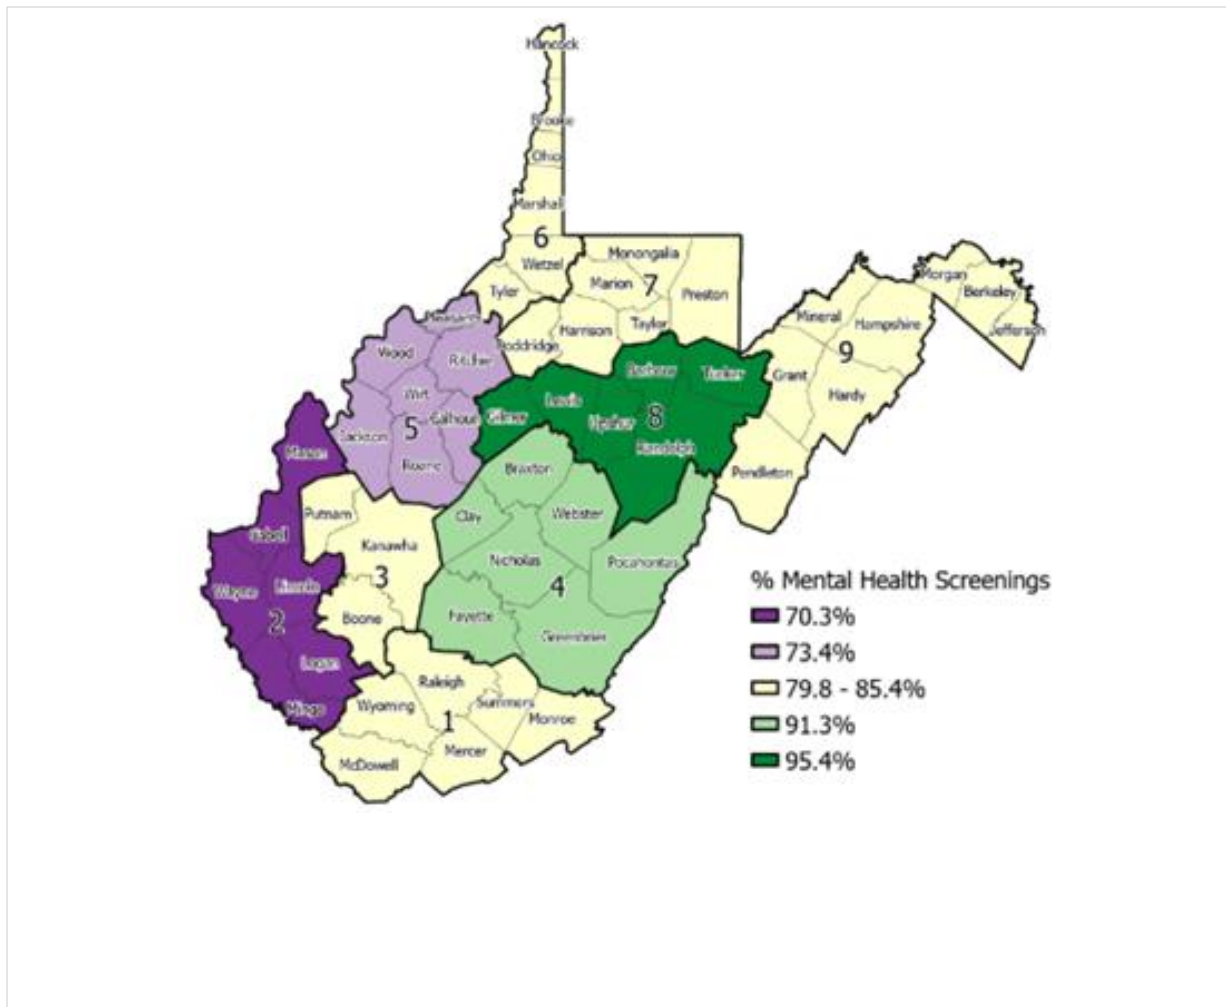 Hancock
Brooke
Ohio
Marshall
6
Wetzel
Monongalia
Marion
7
Preston
Tyler
Taylor
Harrison
Doddridge
Morgan
Berkeley
Jefferson
Mineral
Hampshire
9
Grant
Hardy
Pendleton
Pleasants
Wood
Ritchie
Wirt
Calhoun
5
Jackson
Roane
Barbour
Tucker
Lewis
Gilmer
Upshur
8
Randolph
Mason
Cabell
Wayne
Lincoln
2
Logan
Mingo
Putnam
Kanawha
3
Boone
Braxton
Clay
Webster
Nicholas
Pocahontas
4
Fayette
Greenbrier
Raleigh
Wyoming
Summers
1
Monroe
Mercer
McDowell
% Mental Health Screenings
70.3%
73.4%
79.8 - 85.4%
91.3%
95.4%